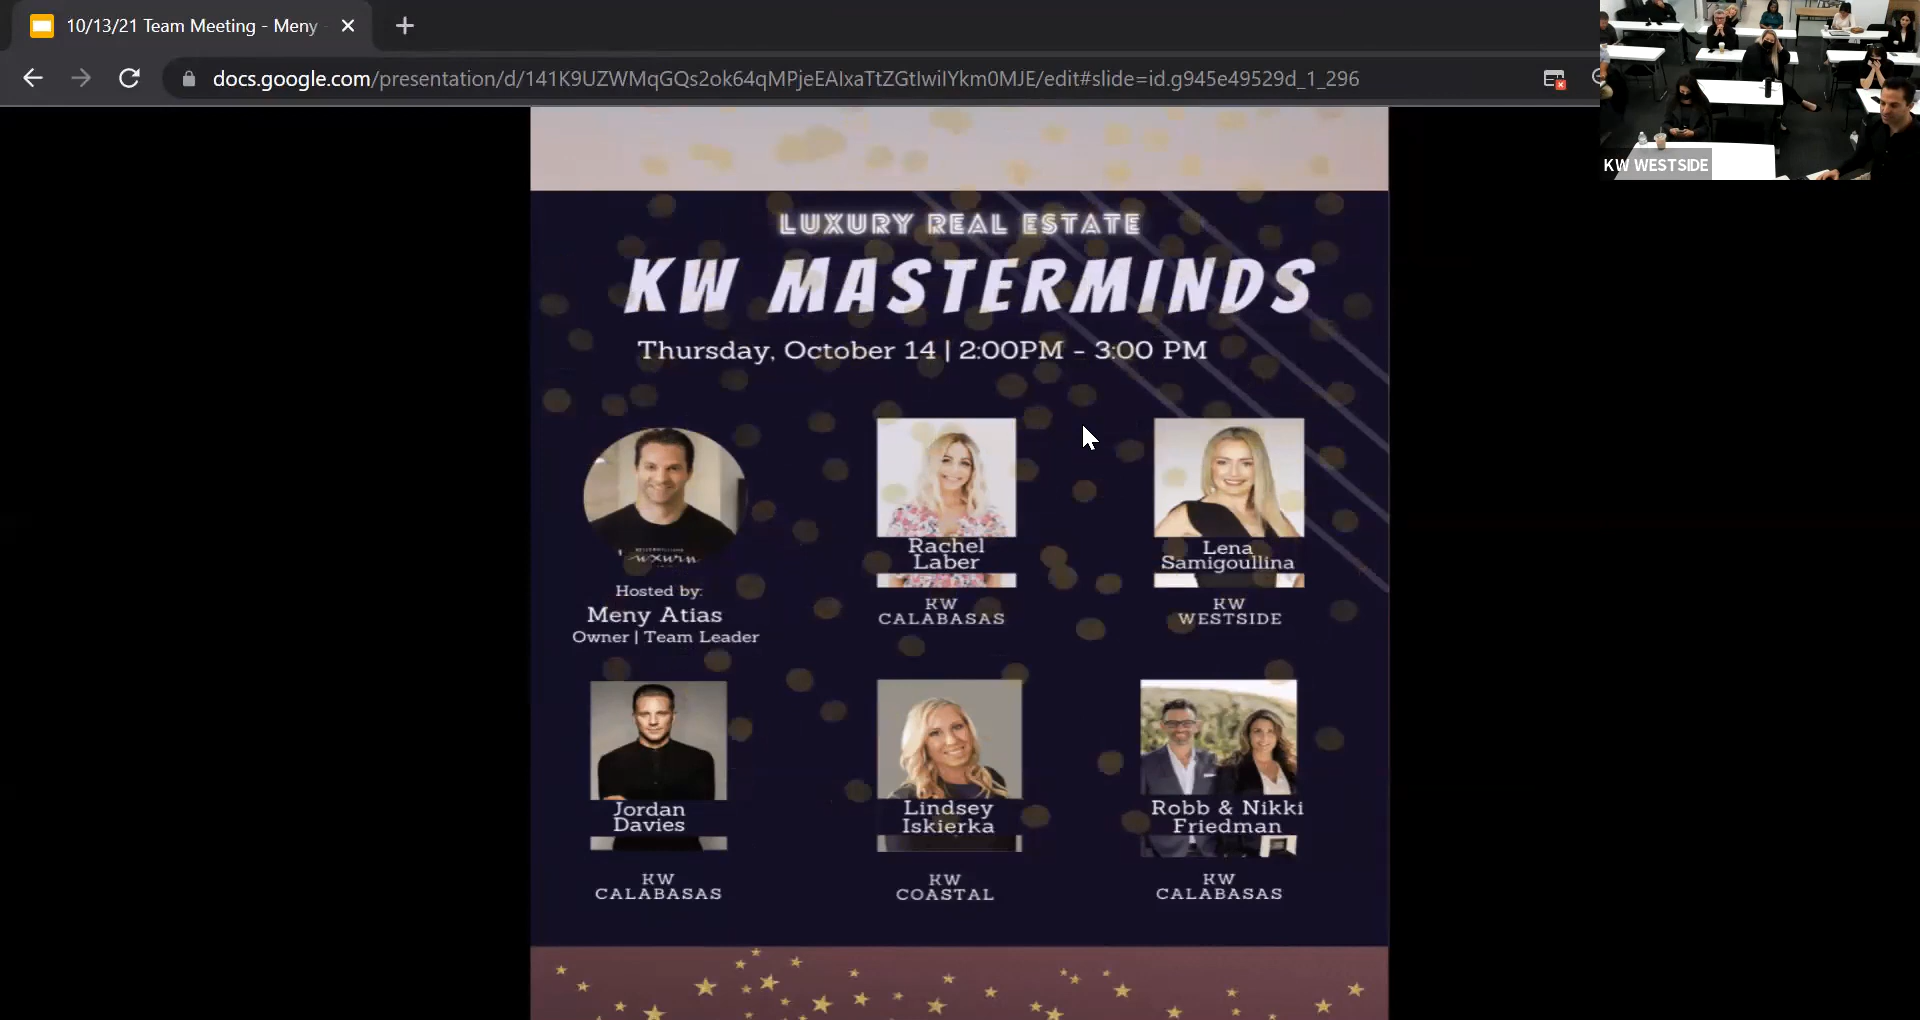 10/13/21 Team Meeting - Meny
docs.google.com/presentation/d/141K9UZWMqGQs2ok64qMPjeEAIxaTtZGtIwiIYkm0MJE/edit#slide=id.g945e49529d_1_296
KW WESTSIDE
LUXURY REAL ESTATE
KW MASTERMINDS
Thursday, October 14 | 2:00PM - 3:00 PM
Hosted by:
Meny Atias
Owner | Team Leader
Rachel
Laber
KW
CALABASAS
Lena
Samigoullina
KW
WESTSIDE
Jordan
Davies
KW
CALABASAS
Lindsey
Iskierka
KW
COASTAL
Robb & Nikki
Friedman
KW
CALABASAS